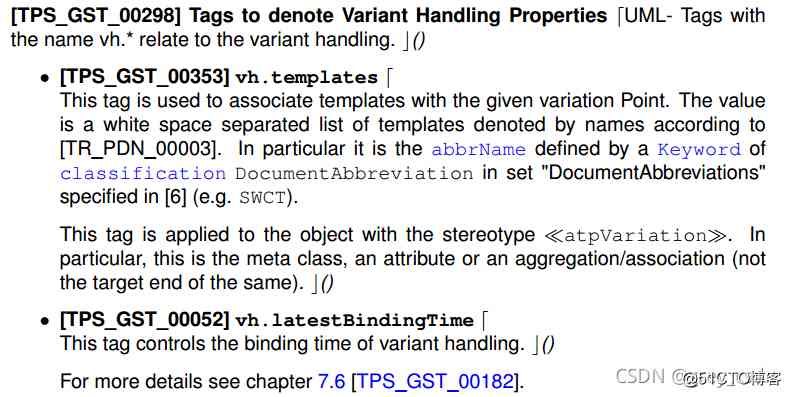 [TPS_GST_00298] Tags to denote Variant Handling Properties ⌈UML- Tags with
the name vh.* relate to the variant handling. ⌋()
• [TPS_GST_00353] vh.templates ⌈
This tag is used to associate templates with the given variation Point. The value
is a white space separated list of templates denoted by names according to
[TR_PDN_00003]. In particular it is the abbrName defined by a Keyword of
classification DocumentAbbreviation in set "DocumentAbbreviations"
specified in [6] (e.g. SWCT).
This tag is applied to the object with the stereotype ≪atpVariation≫. In
particular, this is the meta class, an attribute or an aggregation/association (not
the target end of the same). ⌋()
• [TPS_GST_00052] vh.latestBindingTime ⌈
This tag controls the binding time of variant handling. ⌋()
For more details see chapter 7.6 [TPS_GST_00182].
CSDN
@51CTO博客